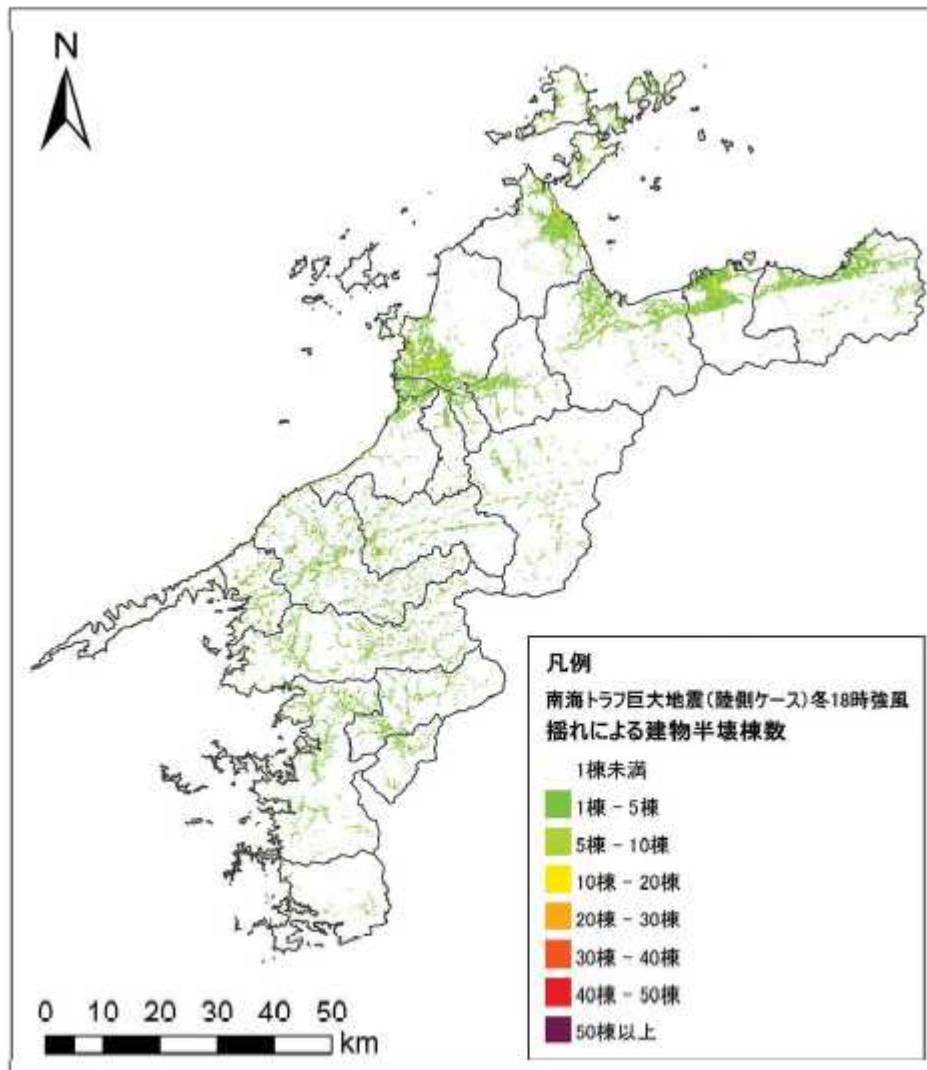 N
凡例
南海トラフ巨大地震(陸側ケース)冬18時強風
揺れによる建物半壊棟数
1棟未満
1棟 - 5棟
5棟 - 10棟
10棟 - 20棟
20棟 - 30棟
30棟 - 40棟
40棟 - 50棟
50棟以上
0 10 20 30 40 50
km